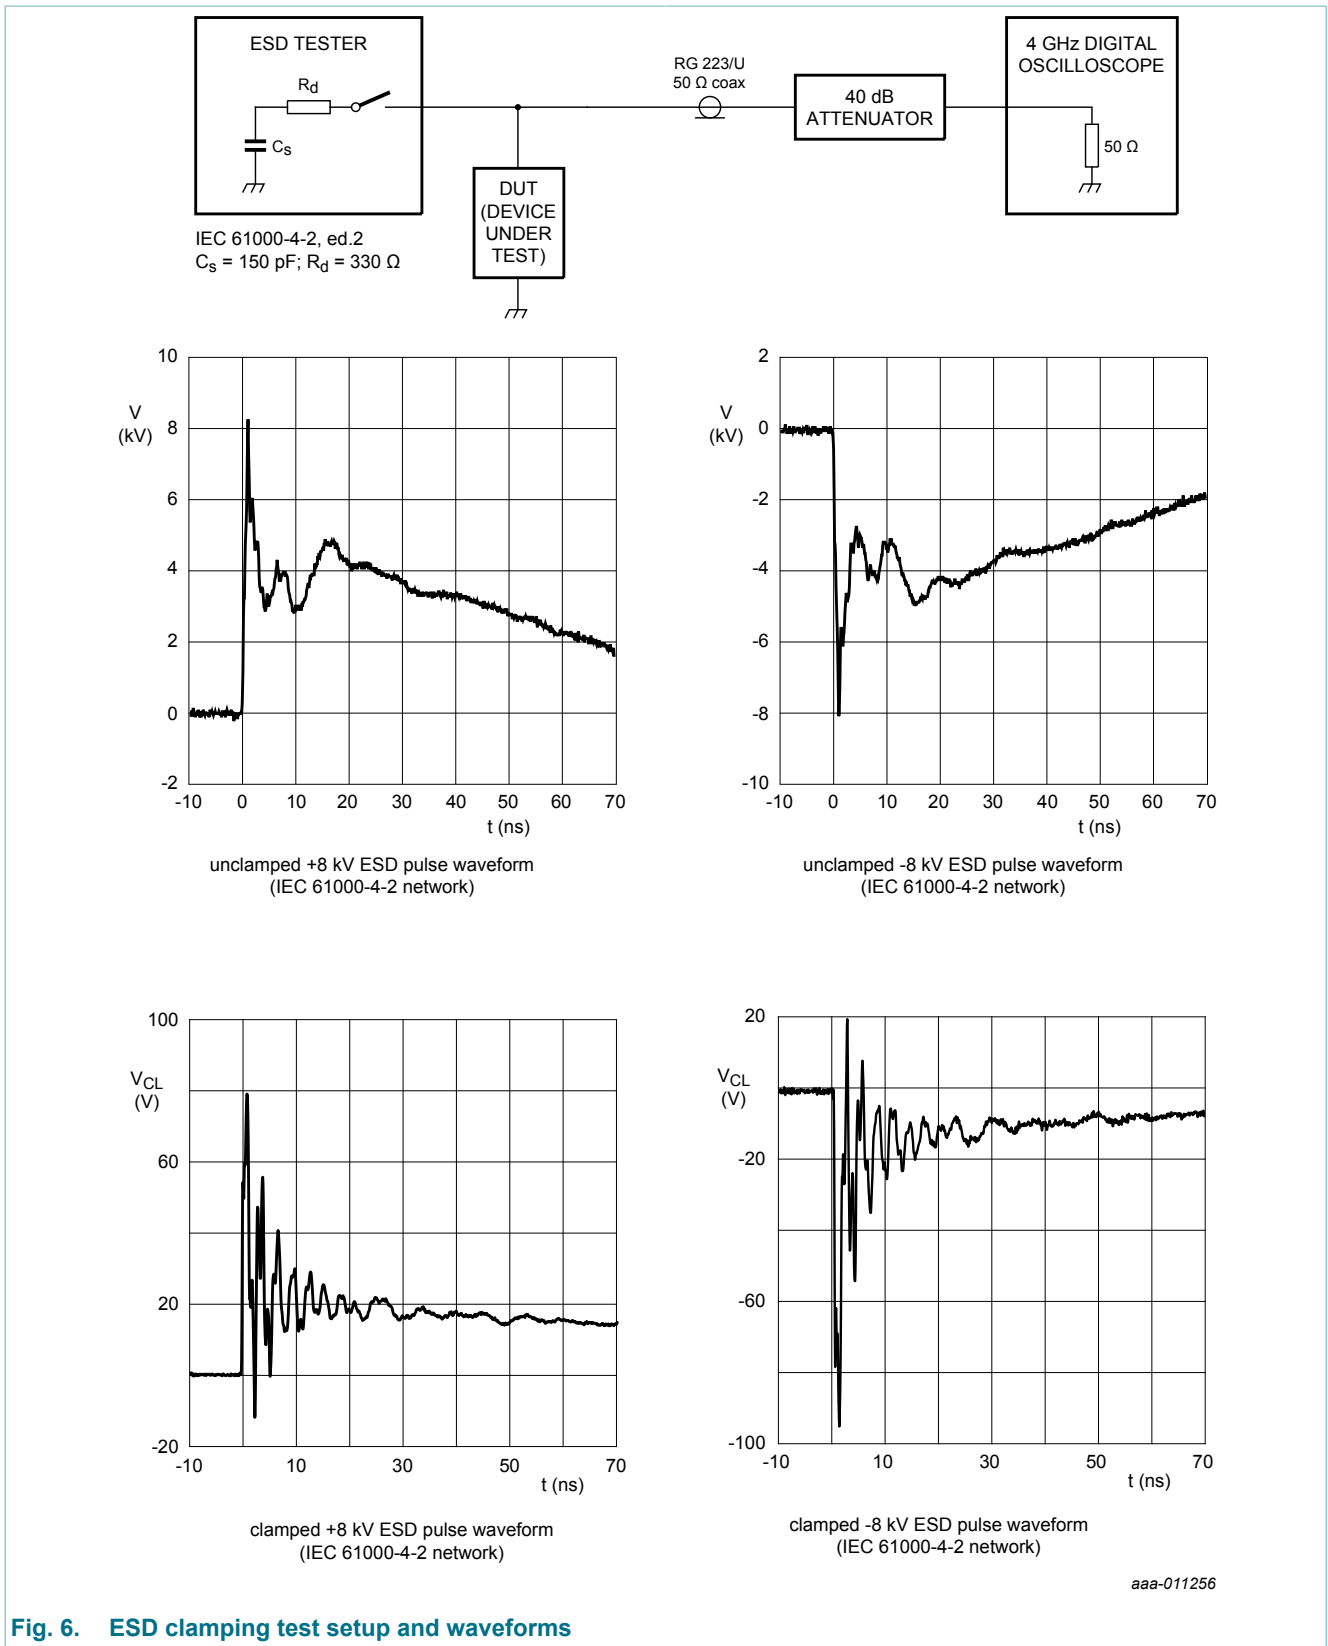 ESD TESTER
Rd
Cs
IEC 61000-4-2, ed.2
Cs = 150 pF; Rd = 330 Ω
DUT
(DEVICE
UNDER
TEST)
RG 223/U
50 Ω coax
40 dB
ATTENUATOR
4 GHz DIGITAL
OSCILLOSCOPE
50 Ω
V
(kV)
10
8
6
4
2
0
-2
-10 0 10 20 30 40 50 60 70
t (ns)
unclamped +8 kV ESD pulse waveform
(IEC 61000-4-2 network)
V
(kV)
2
0
-2
-4
-6
-8
-10
-10 0 10 20 30 40 50 60 70
t (ns)
unclamped -8 kV ESD pulse waveform
(IEC 61000-4-2 network)
VCL
(V)
100
60
20
-20
-10 10 30 50 70
t (ns)
clamped +8 kV ESD pulse waveform
(IEC 61000-4-2 network)
VCL
(V)
20
-20
-60
-100
-10 10 30 50 70
t (ns)
clamped -8 kV ESD pulse waveform
(IEC 61000-4-2 network)
aaa-011256
Fig. 6. ESD clamping test setup and waveforms